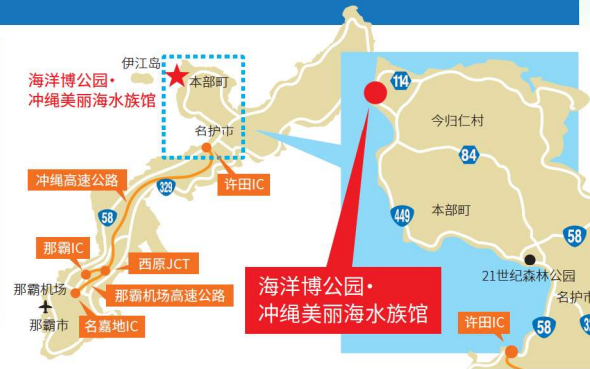 伊江岛
海洋博公园・
冲绳美丽海水族馆
本部町
名护市
冲绳高速公路
329
许田IC
58
那霸IC
西原JCT
那霸机场
那霸机场高速公路
那霸市
名嘉地IC
114
今归仁村
84
449
本部町
58
21世纪森林公园
名护市
海洋博公园・
冲绳美丽海水族馆
许田IC
58